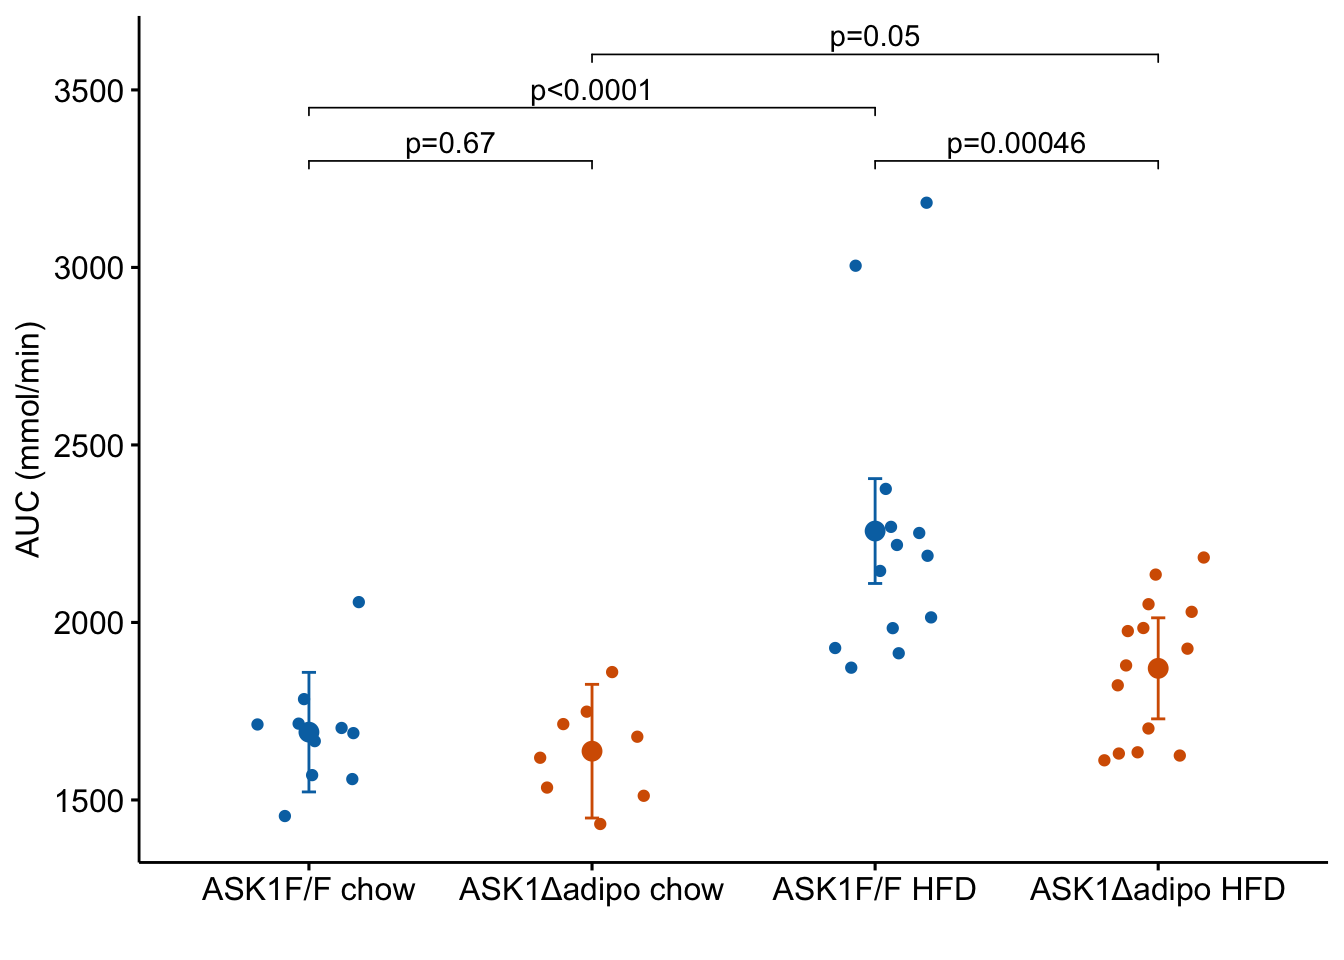 p=0.05
p<0.0001
p=0.67
p=0.00046
AUC (mmol/min)
3500
3000
2500
2000
1500
ASK1F/F chow
ASK1Δadipo chow
ASK1F/F HFD
ASK1Δadipo HFD